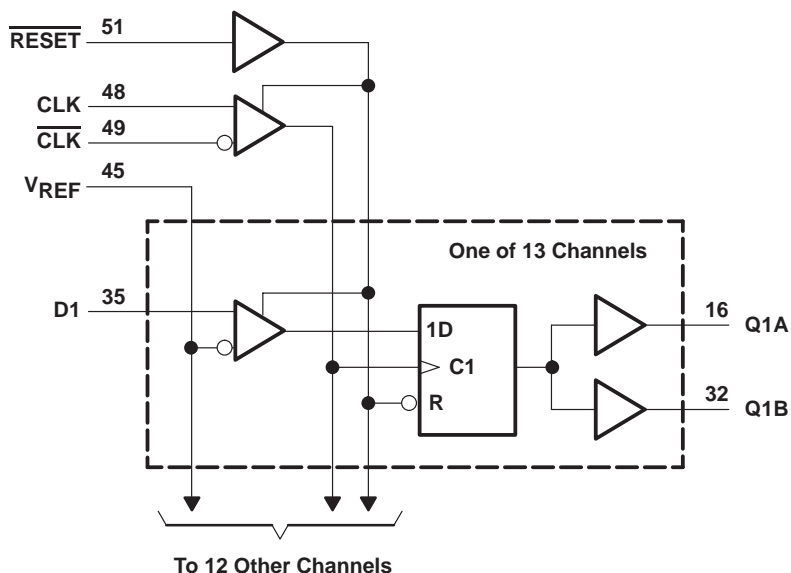 RESET 51
CLK 48
CLK 49
VREF 45
One of 13 Channels
D1 35
1D
C1
R
16 Q1A
32 Q1B
To 12 Other Channels